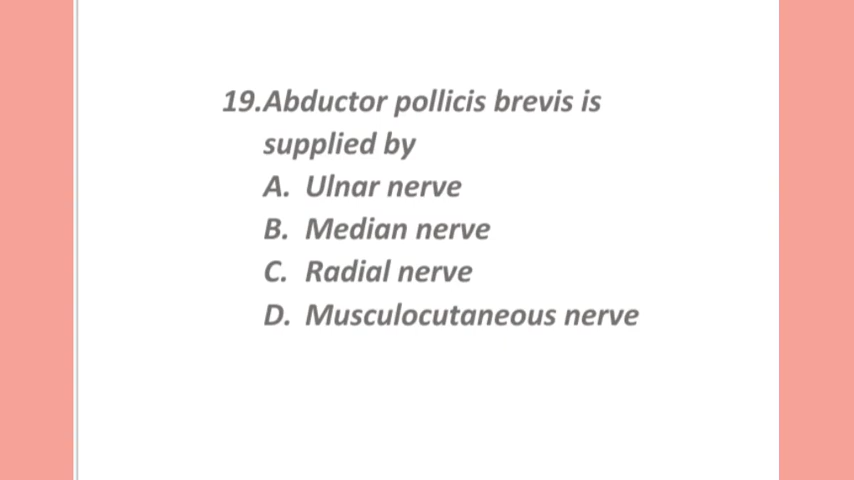 19.Abductor pollicis brevis is
supplied by
A. Ulnar nerve
B. Median nerve
C. Radial nerve
D. Musculocutaneous nerve